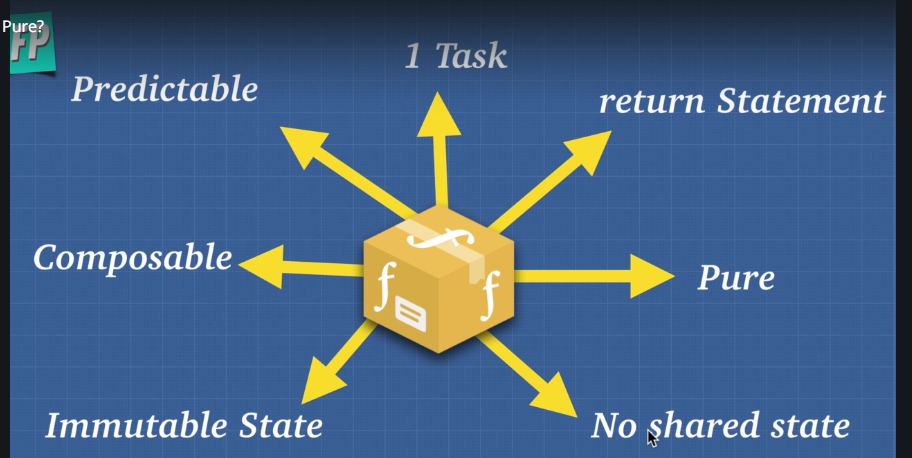 Pure?
FP
1 Task
Predictable
return Statement
Composable
Pure
f
f
f
Immutable State
No shared state